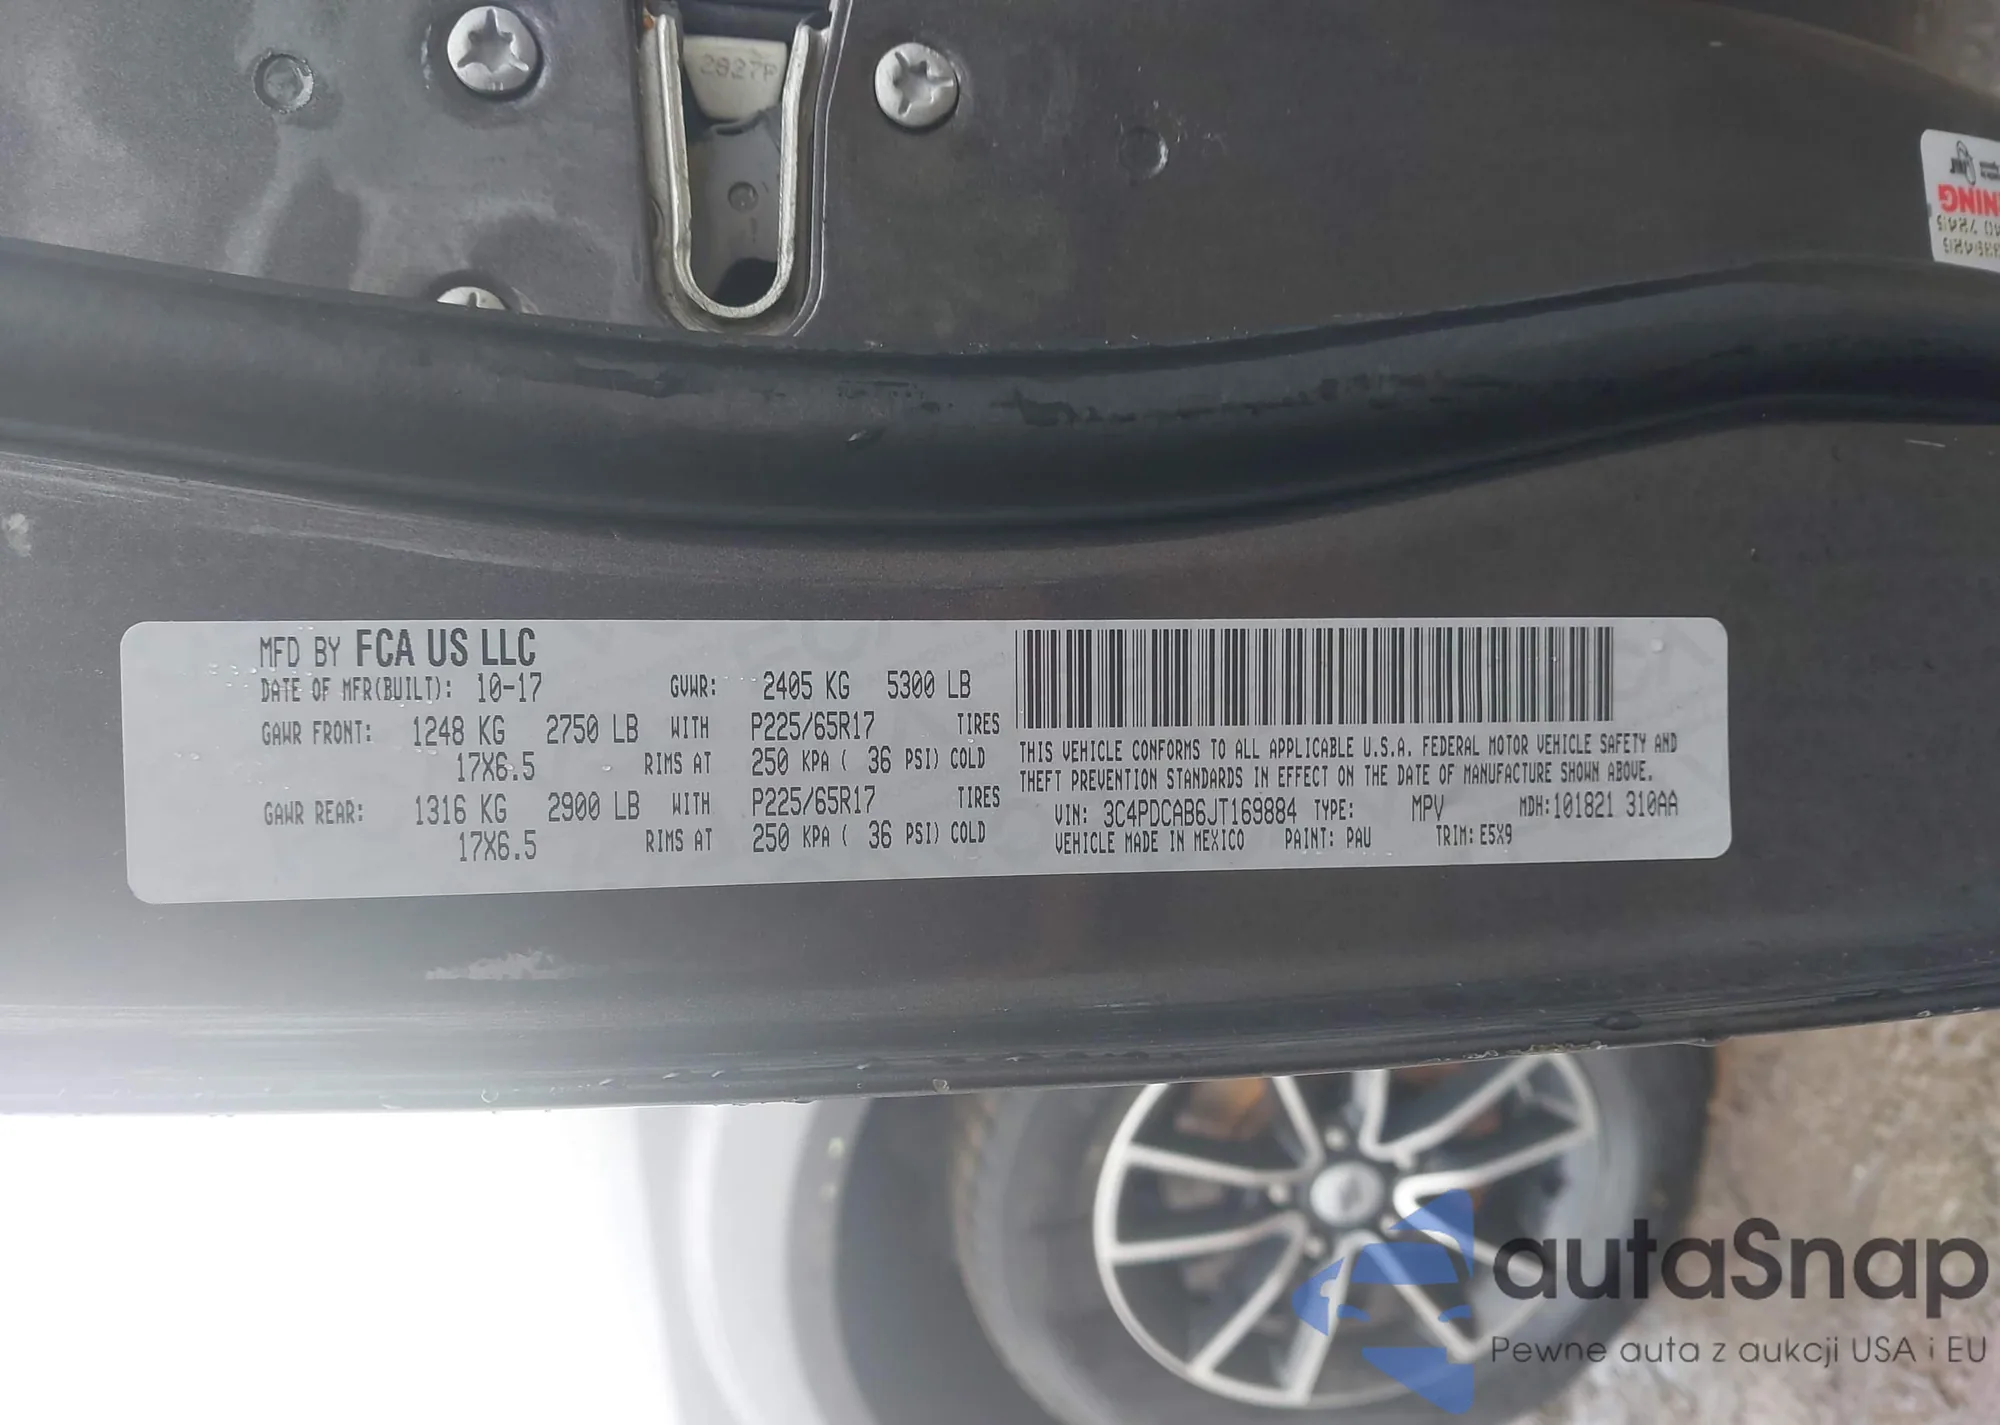 2827P
NING
MFD BY FCA US LLC
DATE OF MFR(BUILT): 10-17 GVWR: 2405 KG 5300 LB
GAWR FRONT: 1248 KG 2750 LB WITH P225/65R17 TIRES
17X6.5 RIMS AT 250 KPA ( 36 PSI) COLD
GAWR REAR: 1316 KG 2900 LB WITH P225/65R17 TIRES
17X6.5 RIMS AT 250 KPA ( 36 PSI) COLD
THIS VEHICLE CONFORMS TO ALL APPLICABLE U.S.A. FEDERAL MOTOR VEHICLE SAFETY AND
THEFT PREVENTION STANDARDS IN EFFECT ON THE DATE OF MANUFACTURE SHOWN ABOVE.
VIN: 3C4PDCAB6JT169884 TYPE: MPV MDH:101821 310AA
VEHICLE MADE IN MEXICO PAINT: PAU TRIM: E5X9
autaSnap
Pewne auta z aukcji USA i EU